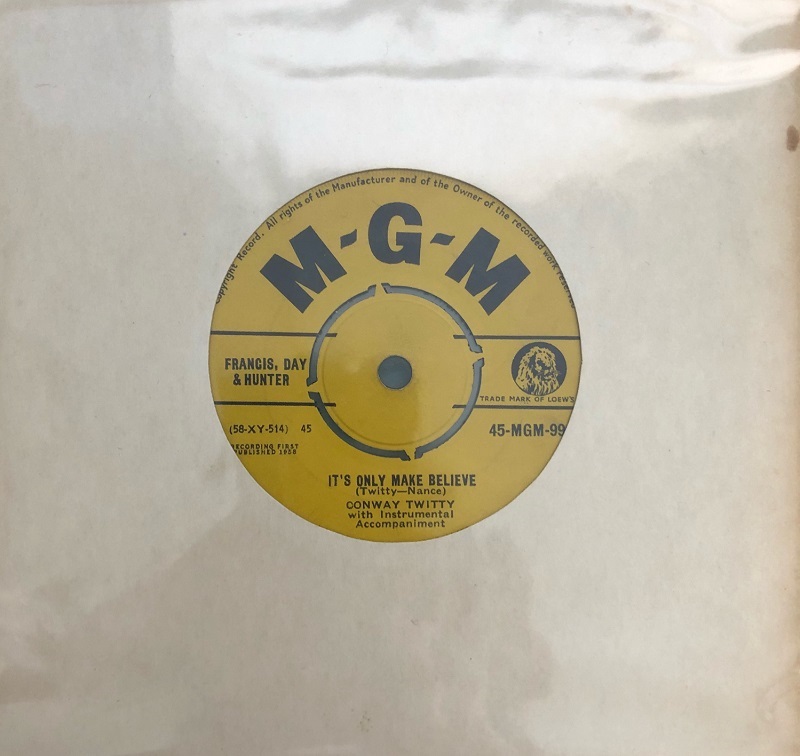 Copyright Record. All rights of the Manufacturer and of the Owner of the recorded work reserve
M-G-M
FRANCIS, DAY
& HUNTER
TRADE MARK OF LOEW'S
(58-XY-514) 45
45-MGM-99
RECORDING FIRST
PUBLISHED 1958
IT'S ONLY MAKE BELIEVE
(Twitty—Nance)
CONWAY TWITTY
with Instrumental
Accompaniment